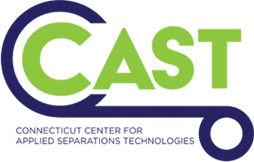 CAST
CONNECTICUT CENTER FOR
APPLIED SEPARATIONS TECHNOLOGIES